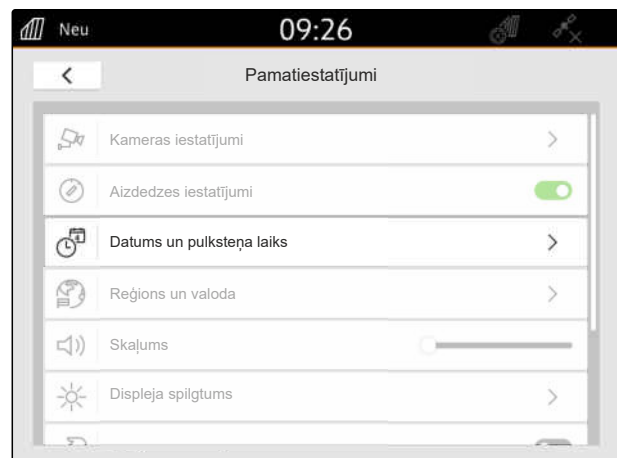 Neu 09:26
Pamatiestatījumi
Kameras iestatījumi
Aizdedzes iestatījumi
Datums un pulksteņa laiks
Reģions un valoda
Skaļums
Displeja spilgtums